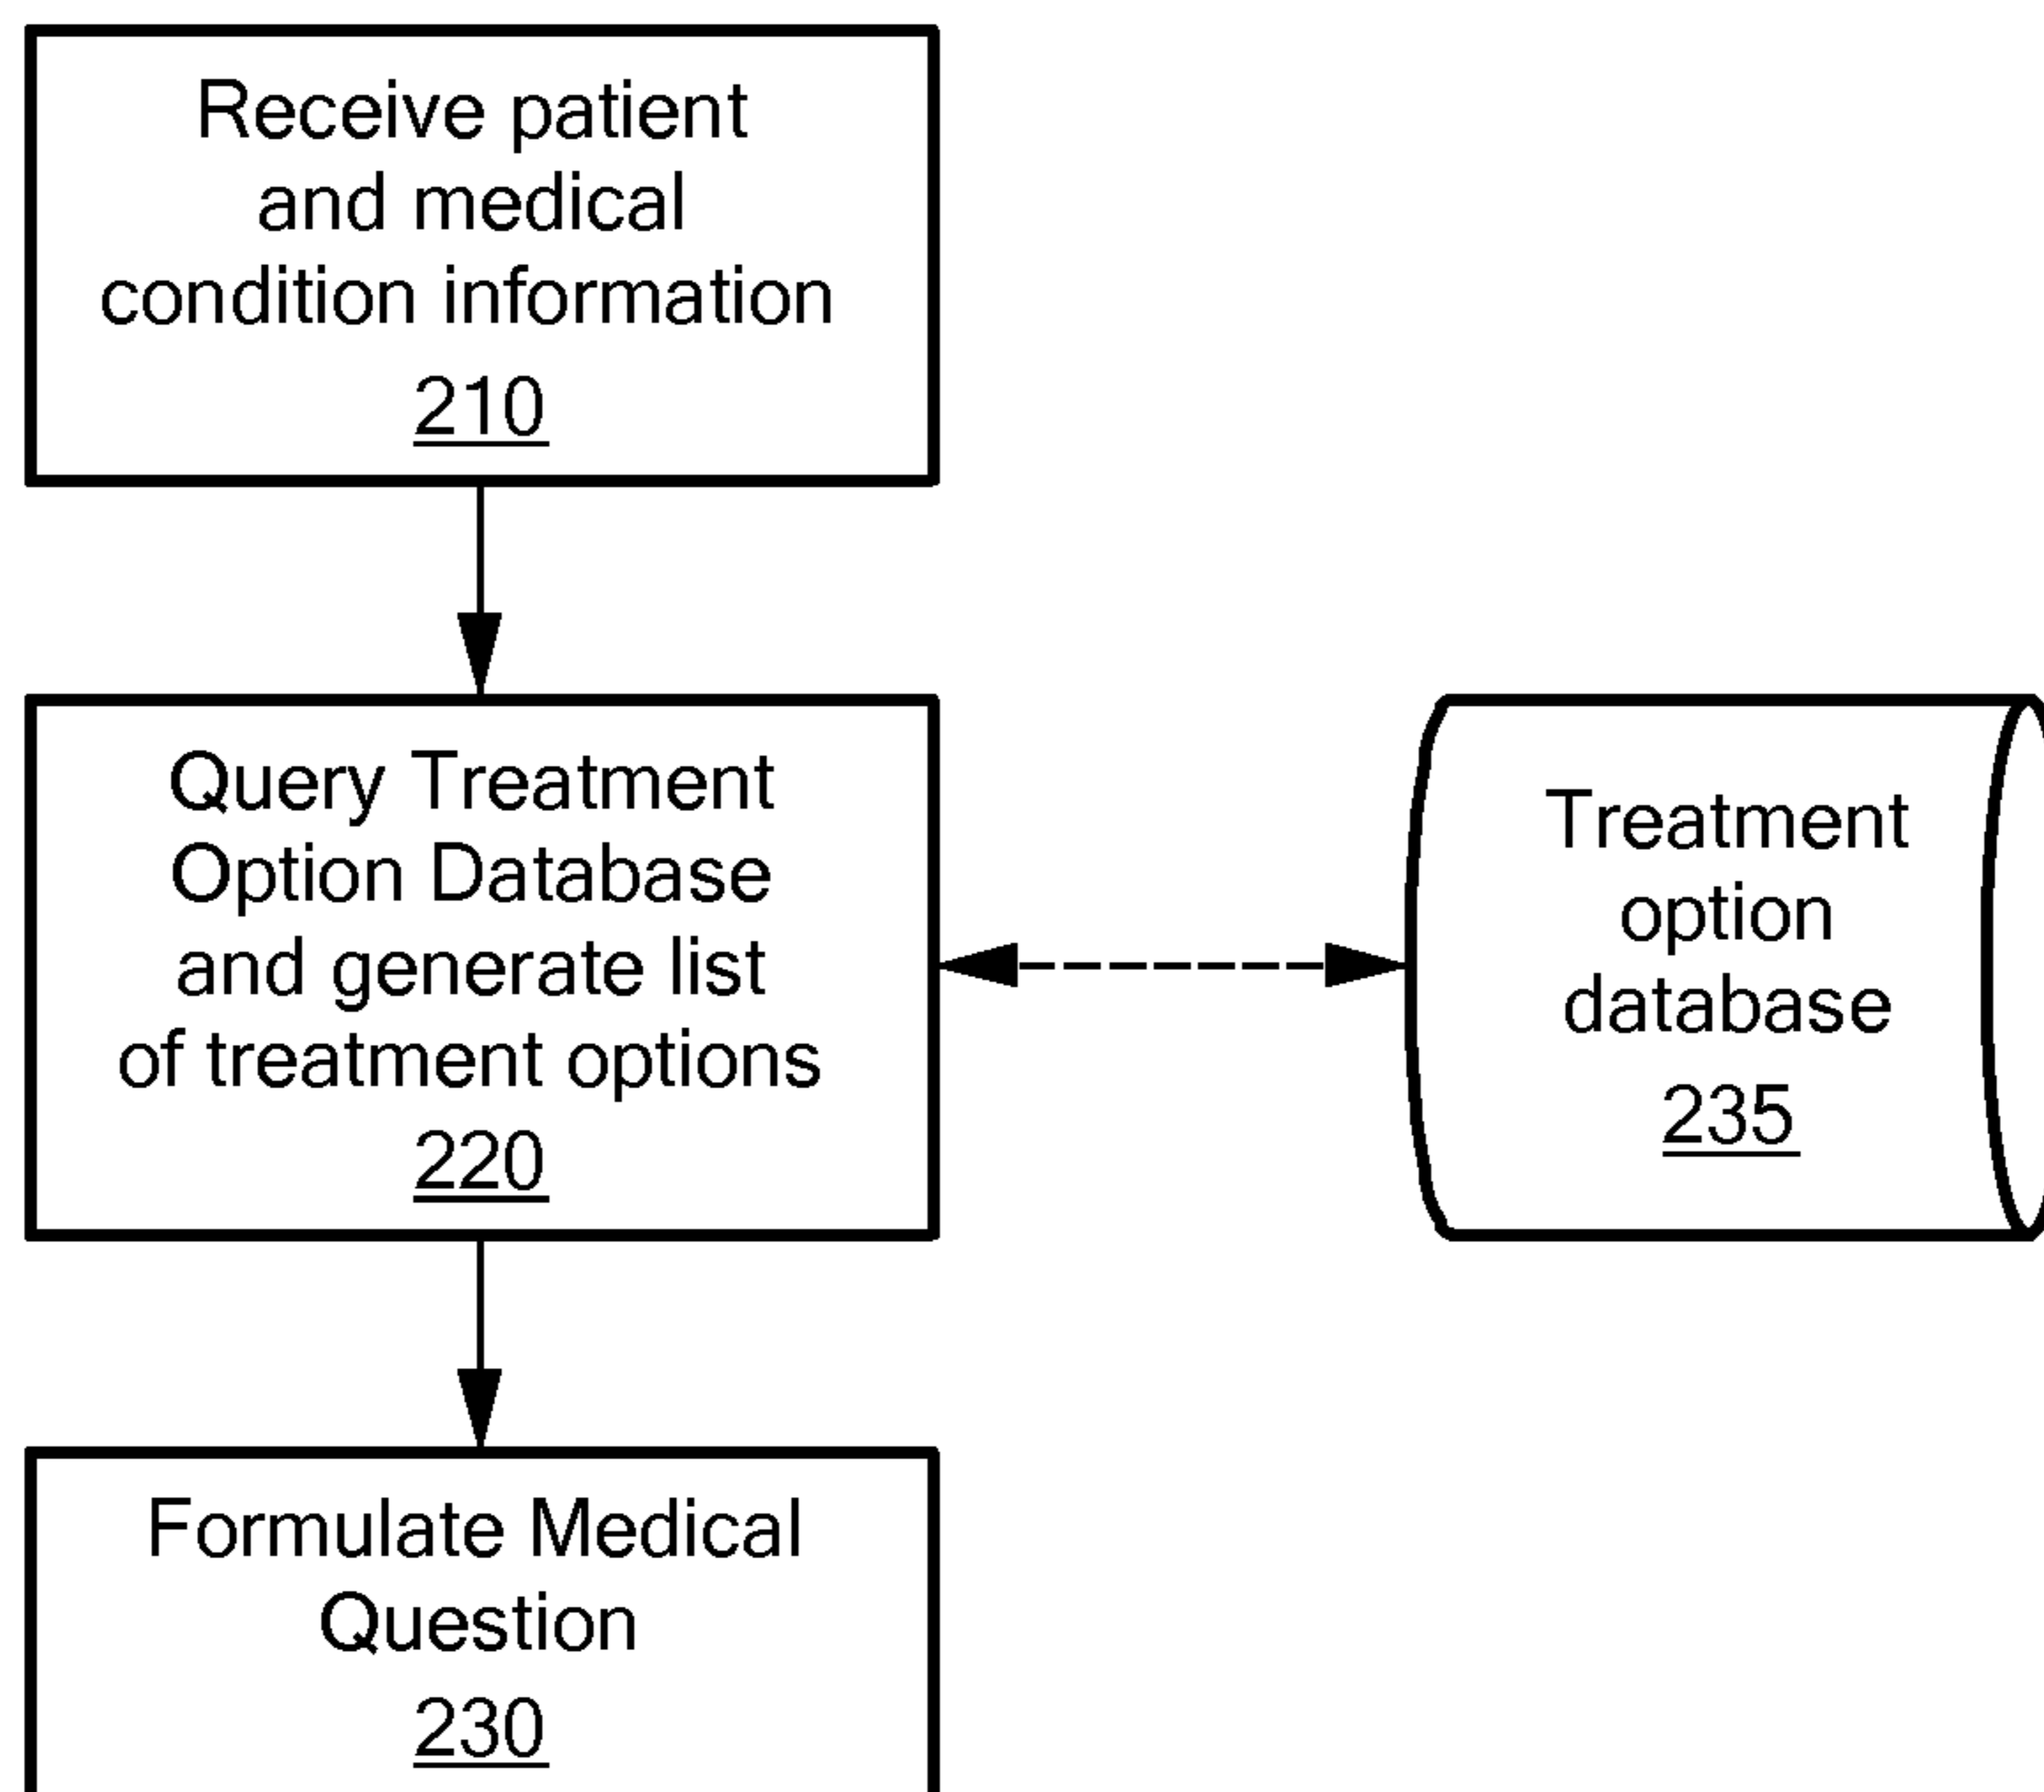 Receive patient
and medical
condition information
210
Query Treatment
Option Database
and generate list
of treatment options
220
Treatment
option
database
235
Formulate Medical
Question
230